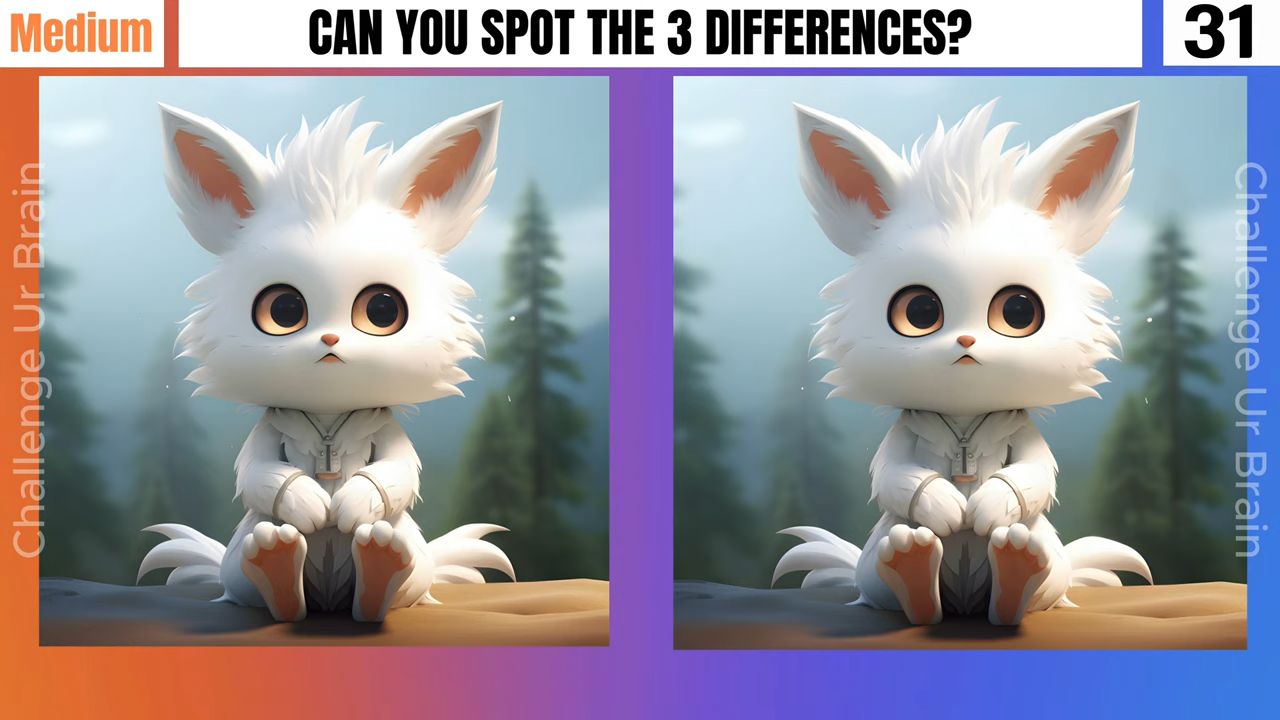 Medium
CAN YOU SPOT THE 3 DIFFERENCES?
31
Challenge Ur Brain
Challenge Ur Brain